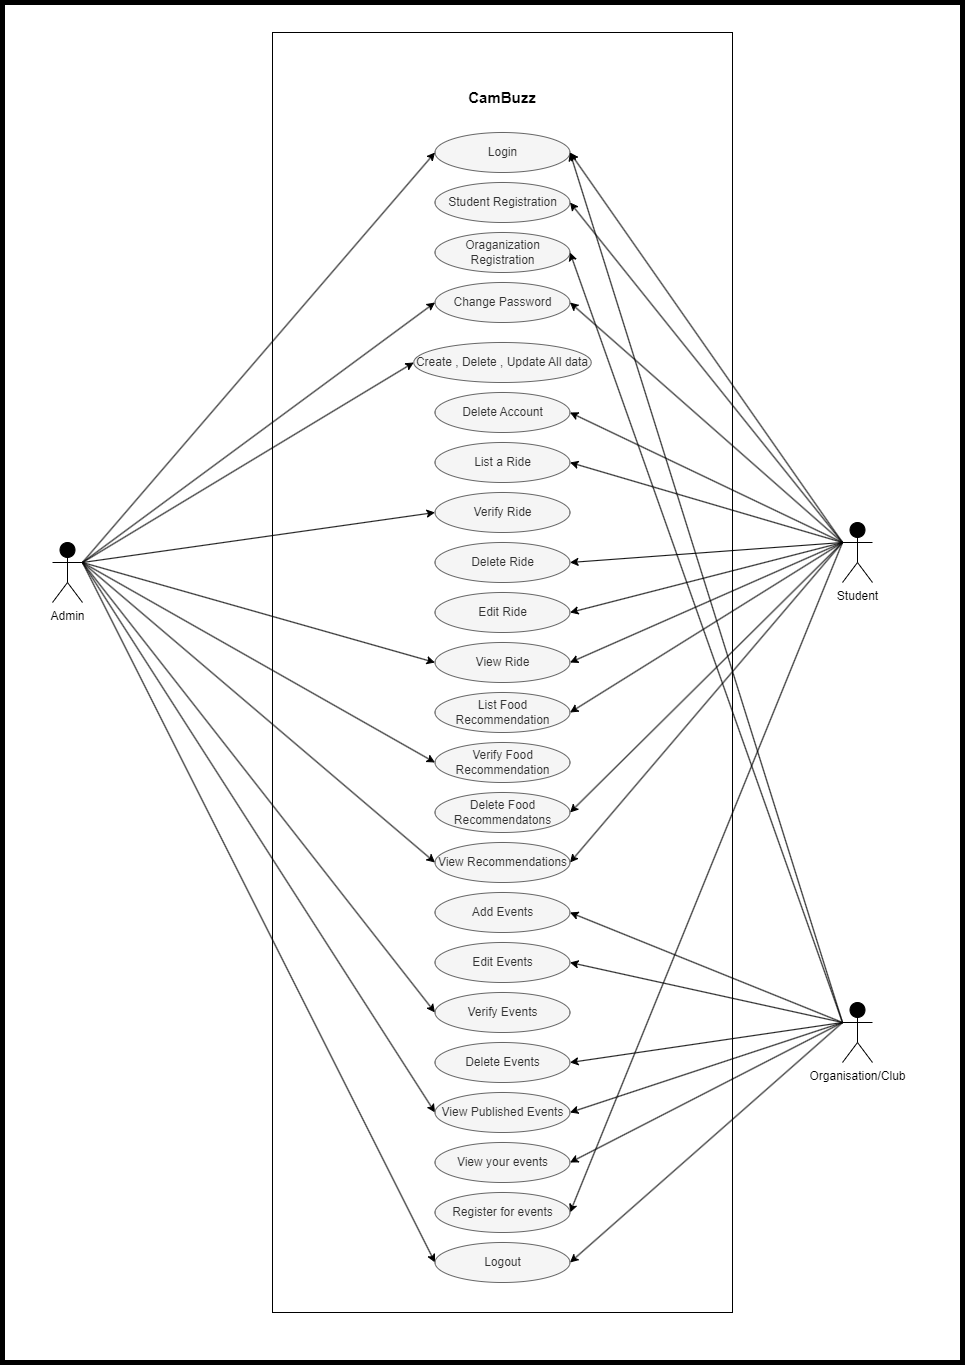 CamBuzz
Login
Student Registration
Oraganization
Registration
Change Password
Create , Delete , Update All data
Delete Account
List a Ride
Verify Ride
Delete Ride
Edit Ride
View Ride
List Food
Recommendation
Verify Food
Recommendation
Delete Food
Recommendatons
View Recommendations
Add Events
Edit Events
Verify Events
Delete Events
View Published Events
View your events
Register for events
Logout
Admin
Student
Organisation/Club